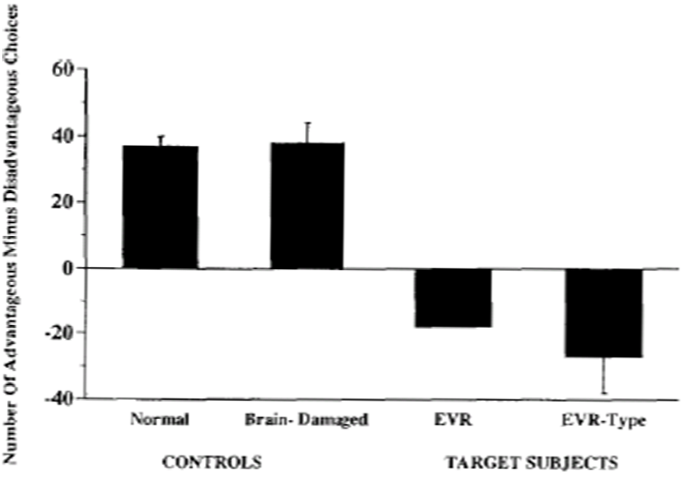 Number Of Advantageous Minus Disadvantageous Choices
60
40
20
0
-20
-40
Normal
Brain- Damaged
EVR
EVR-Type
CONTROLS
TARGET SUBJECTS